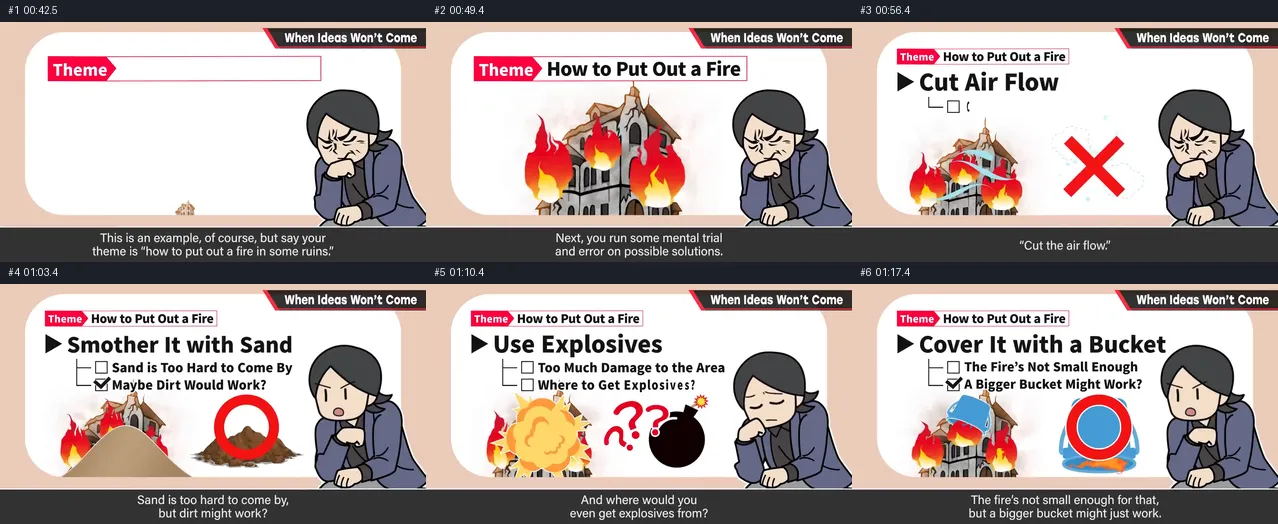 #1 00:42.5
When Ideas Won't Come
Theme
This is an example, of course, but say your
theme is "how to put out a fire in some ruins."
#2 00:49.4
When Ideas Won't Come
Theme How to Put Out a Fire
Next, you run some mental trial
and error on possible solutions.
#3 00:56.4
When Ideas Won't Come
Theme How to Put Out a Fire
▶ Cut Air Flow
"Cut the air flow."
#4 01:03.4
When Ideas Won't Come
Theme How to Put Out a Fire
▶ Smother It with Sand
Sand is Too Hard to Come By
Maybe Dirt Would Work?
Sand is too hard to come by,
but dirt might work?
#5 01:10.4
When Ideas Won't Come
Theme How to Put Out a Fire
▶ Use Explosives
Too Much Damage to the Area
Where to Get Explosives?
???
And where would you
even get explosives from?
#6 01:17.4
When Ideas Won't Come
Theme How to Put Out a Fire
▶ Cover It with a Bucket
The Fire's Not Small Enough
A Bigger Bucket Might Work?
The fire's not small enough for that,
but a bigger bucket might just work.